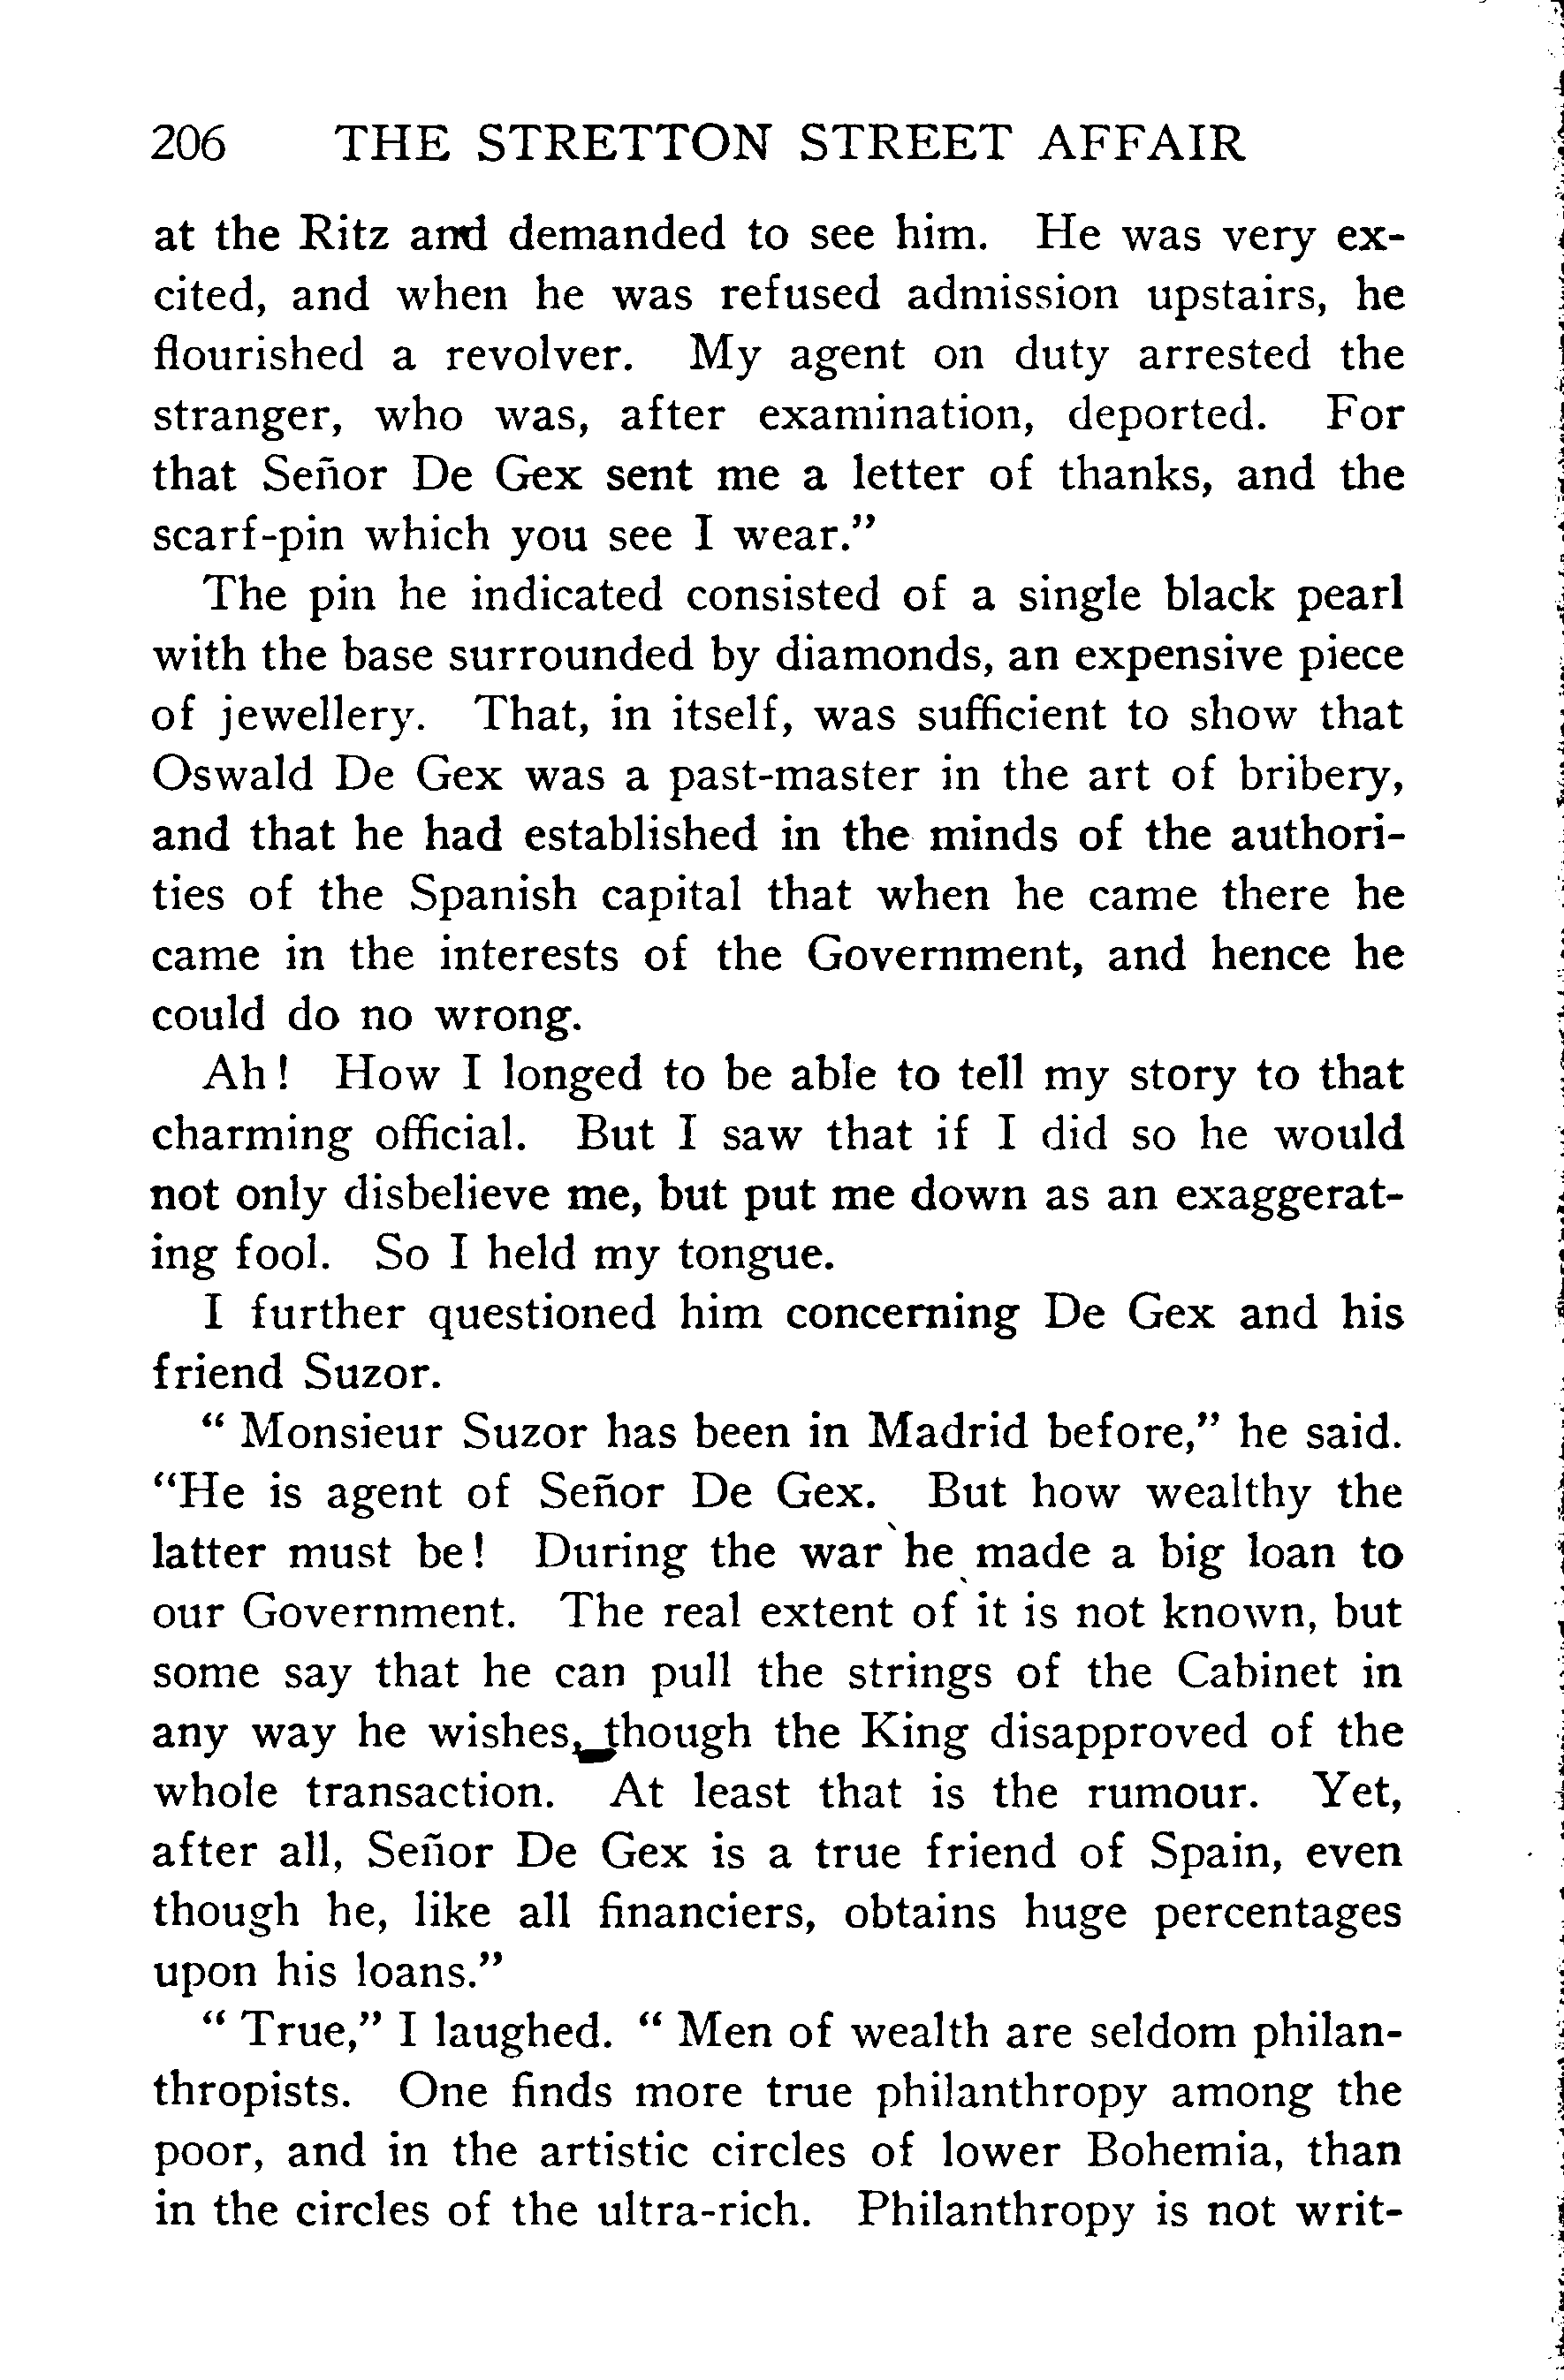 206 THE STRETTON STREET AFFAIR
at the Ritz and demanded to see him. He was very ex-
cited, and when he was refused admission upstairs, he
flourished a revolver. My agent on duty arrested the
stranger, who was, after examination, deported. For
that Señor De Gex sent me a letter of thanks, and the
scarf-pin which you see I wear."
The pin he indicated consisted of a single black pearl
with the base surrounded by diamonds, an expensive piece
of jewellery. That, in itself, was sufficient to show that
Oswald De Gex was a past-master in the art of bribery,
and that he had established in the minds of the authori-
ties of the Spanish capital that when he came there he
came in the interests of the Government, and hence he
could do no wrong.
Ah! How I longed to be able to tell my story to that
charming official. But I saw that if I did so he would
not only disbelieve me, but put me down as an exaggerat-
ing fool. So I held my tongue.
I further questioned him concerning De Gex and his
friend Suzor.
" Monsieur Suzor has been in Madrid before," he said.
"He is agent of Señor De Gex. But how wealthy the
latter must be! During the war he made a big loan to
our Government. The real extent of it is not known, but
some say that he can pull the strings of the Cabinet in
any way he wishes, though the King disapproved of the
whole transaction. At least that is the rumour. Yet,
after all, Señor De Gex is a true friend of Spain, even
though he, like all financiers, obtains huge percentages
upon his loans."
" True," I laughed. " Men of wealth are seldom philan-
thropists. One finds more true philanthropy among the
poor, and in the artistic circles of lower Bohemia, than
in the circles of the ultra-rich. Philanthropy is not writ-